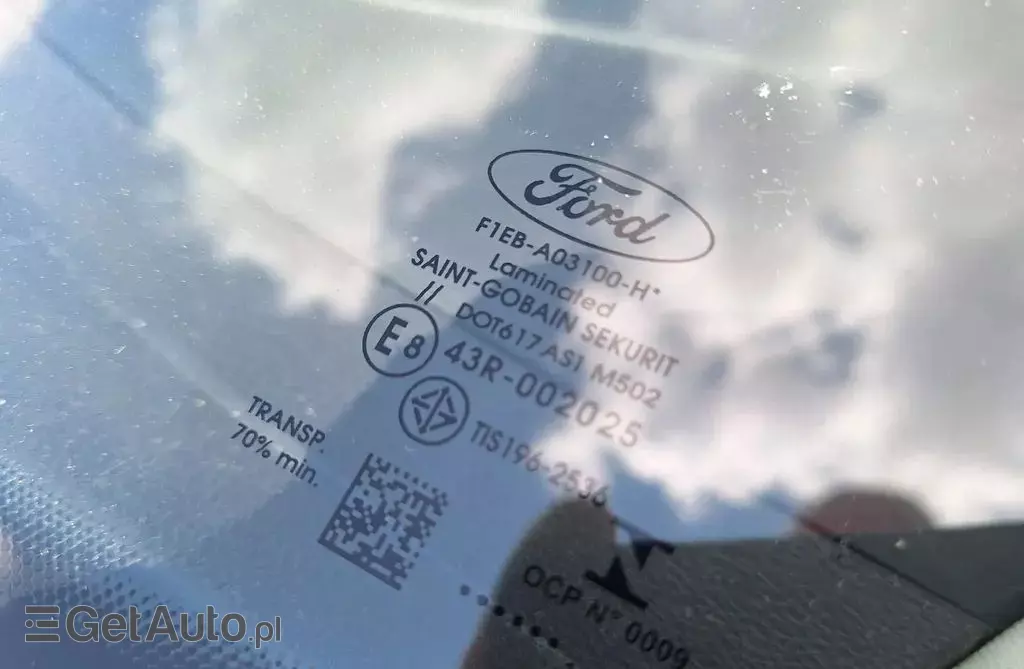 Ford
F1EB-A03100-H*
Laminated
SAINT-GOBAIN SEKURIT
// DOT617 AS1 M502
E8 43R-002025
TIS196-2536
TRANSP.
70% min.
OCP N° 0009
GetAuto.pl